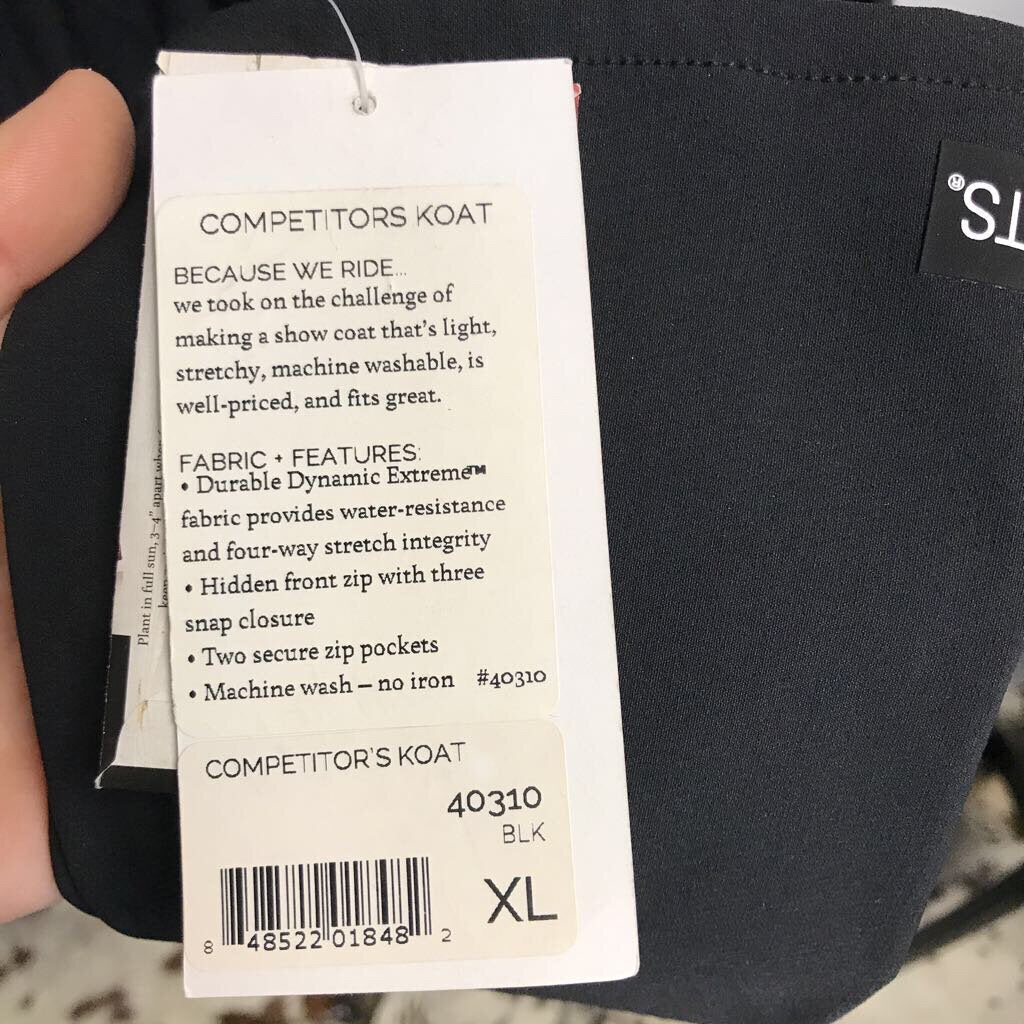 COMPETITORS KOAT
BECAUSE WE RIDE...
we took on the challenge of
making a show coat that's light,
stretchy, machine washable, is
well-priced, and fits great.
FABRIC + FEATURES:
• Durable Dynamic Extreme™
fabric provides water-resistance
and four-way stretch integrity
• Hidden front zip with three
snap closure
• Two secure zip pockets
• Machine wash – no iron #40310
COMPETITOR'S KOAT
40310
BLK
XL
8 48522 01848 2
Plant in full sun, 3-4" apart when
TS®